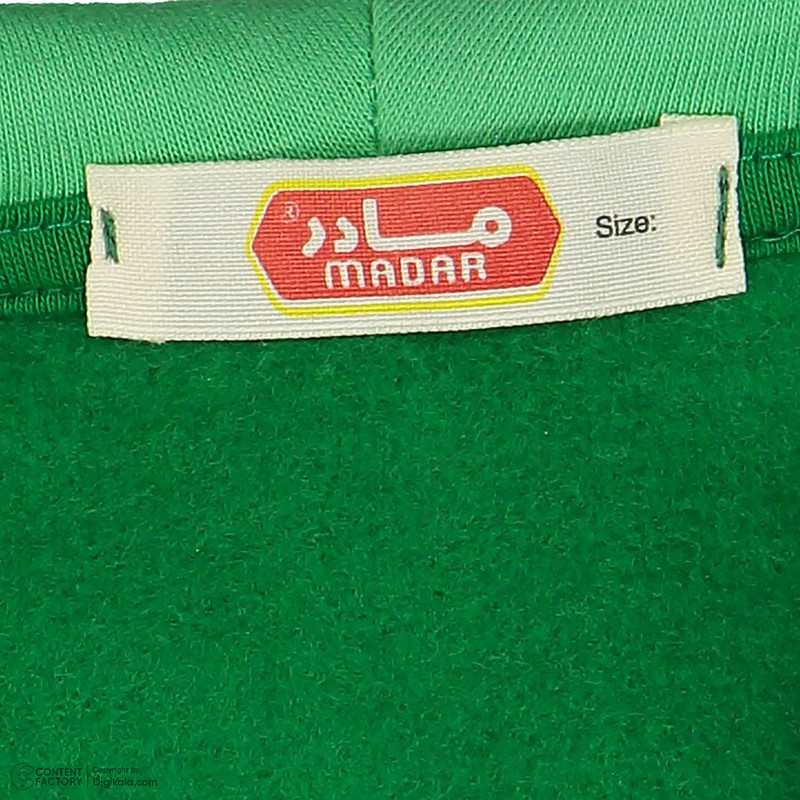 ®
مادر
MADAR
Size:
CONTENT
FACTORY
Copyright by
Digikala.com